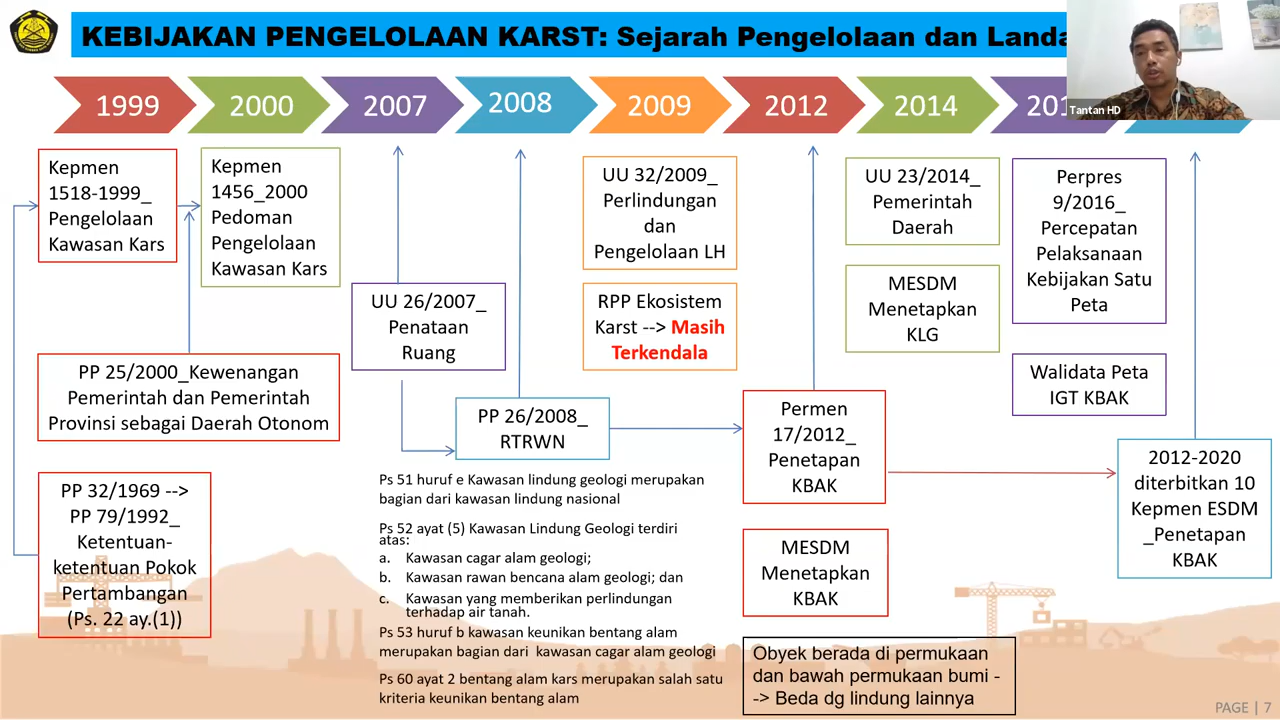 KEBIJAKAN PENGELOLAAN KARST: Sejarah Pengelolaan dan
Tantan HD
1999
2000
2007
2008
2009
2012
2014
Kepmen
1518-1999_
Pengelolaan
Kawasan Kars
Kepmen
1456_2000
Pedoman
Pengelolaan
Kawasan Kars
PP 25/2000_Kewenangan
Pemerintah dan Pemerintah
Provinsi sebagai Daerah Otonom
PP 32/1969 -->
PP 79/1992_
Ketentuan-
ketentuan Pokok
Pertambangan
(Ps. 22 ay.(1))
UU 26/2007_
Penataan
Ruang
PP 26/2008_
RTRWN
Ps 51 huruf e Kawasan lindung geologi merupakan
bagian dari kawasan lindung nasional
Ps 52 ayat (5) Kawasan Lindung Geologi terdiri
atas:
a. Kawasan cagar alam geologi;
b. Kawasan rawan bencana alam geologi; dan
c. Kawasan yang memberikan perlindungan
terhadap air tanah.
Ps 53 huruf b kawasan keunikan bentang alam
merupakan bagian dari kawasan cagar alam geologi
Ps 60 ayat 2 bentang alam kars merupakan salah satu
kriteria keunikan bentang alam
UU 32/2009_
Perlindungan
dan
Pengelolaan LH
RPP Ekosistem
Karst --> Masih
Terkendala
Permen
17/2012_
Penetapan
KBAK
MESDM
Menetapkan
KBAK
Obyek berada di permukaan
dan bawah permukaan bumi -
-> Beda dg lindung lainnya
UU 23/2014_
Pemerintah
Daerah
MESDM
Menetapkan
KLG
Perpres
9/2016_
Percepatan
Pelaksanaan
Kebijakan Satu
Peta
Walidata Peta
IGT KBAK
2012-2020
diterbitkan 10
Kepmen ESDM
_Penetapan
KBAK
PAGE | 7